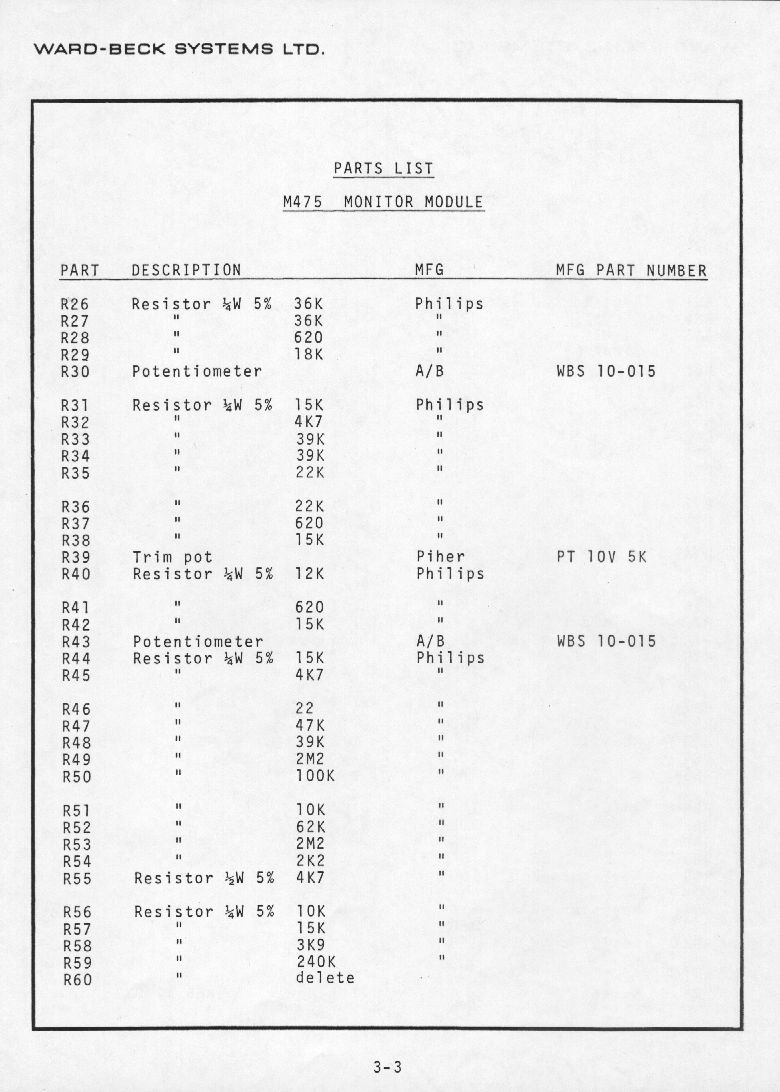 WARD-BECK SYSTEMS LTD.
PARTS LIST
M475 MONITOR MODULE
PART DESCRIPTION MFG MFG PART NUMBER
R26 Resistor ¼W 5% 36K Philips
R27 " 36K "
R28 " 620 "
R29 " 18K "
R30 Potentiometer A/B WBS 10-015
R31 Resistor ¼W 5% 15K Philips
R32 " 4K7 "
R33 " 39K "
R34 " 39K "
R35 " 22K "
R36 " 22K "
R37 " 620 "
R38 " 15K "
R39 Trim pot Piher PT 10V 5K
R40 Resistor ¼W 5% 12K Philips
R41 " 620 "
R42 " 15K "
R43 Potentiometer A/B WBS 10-015
R44 Resistor ¼W 5% 15K Philips
R45 " 4K7 "
R46 " 22 "
R47 " 47K "
R48 " 39K "
R49 " 2M2 "
R50 " 100K "
R51 " 10K "
R52 " 62K "
R53 " 2M2 "
R54 " 2K2 "
R55 Resistor ½W 5% 4K7 "
R56 Resistor ¼W 5% 10K "
R57 " 15K "
R58 " 3K9 "
R59 " 240K "
R60 " delete
3-3